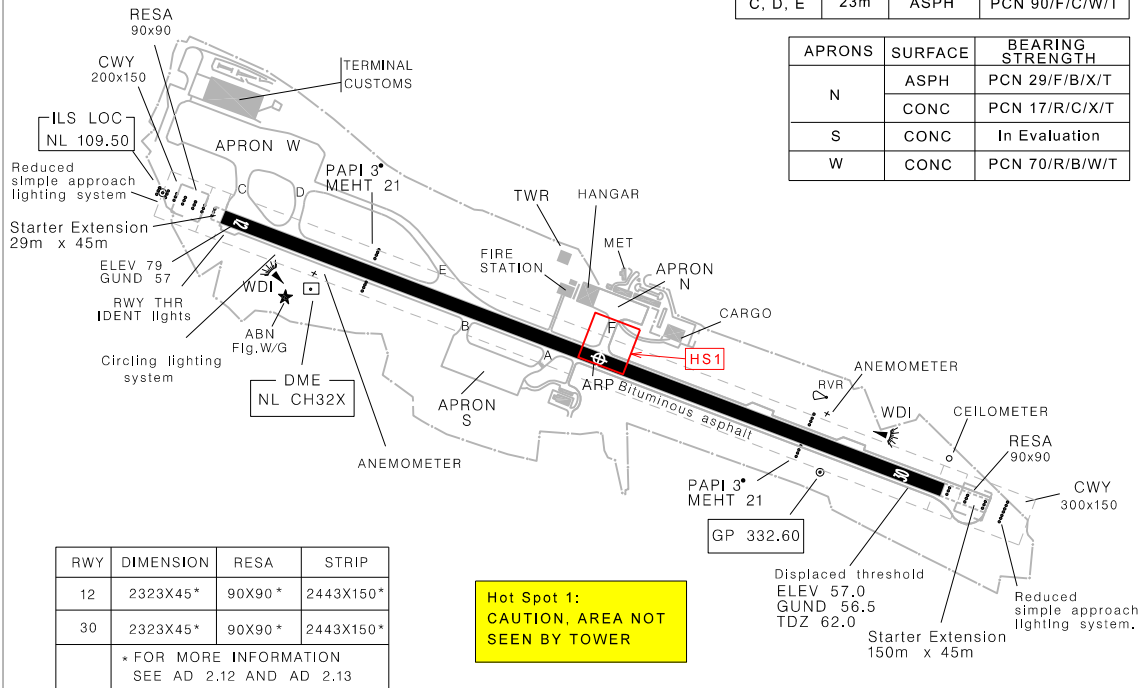 C, D, E 23m ASPH PCN 90/F/C/W/T
APRONS SURFACE BEARING STRENGTH
N ASPH PCN 29/F/B/X/T
CONC PCN 17/R/C/X/T
S CONC In Evaluation
W CONC PCN 70/R/B/W/T
RESA
90x90
CWY
200x150
TERMINAL
CUSTOMS
ILS LOC
NL 109.50
APRON W
Reduced
simple approach
lighting system
PAPI 3°
MEHT 21
C
D
E
Starter Extension
29m x 45m
12
ELEV 79
GUND 57
RWY THR
IDENT lights
WDI
ABN
Flg.W/G
Circling lighting
system
DME
NL CH32X
ANEMOMETER
TWR
HANGAR
FIRE
STATION
MET
APRON
N
CARGO
F
HS1
B
A
APRON
S
ARP
Bituminous asphalt
RVR
ANEMOMETER
WDI
CEILOMETER
RESA
90x90
CWY
300x150
30
PAPI 3°
MEHT 21
GP 332.60
Displaced threshold
ELEV 57.0
GUND 56.5
TDZ 62.0
Starter Extension
150m x 45m
Reduced
simple approach
lighting system.
RWY DIMENSION RESA STRIP
12 2323X45* 90X90* 2443X150*
30 2323X45* 90X90* 2443X150*
* FOR MORE INFORMATION
SEE AD 2.12 AND AD 2.13
Hot Spot 1:
CAUTION, AREA NOT
SEEN BY TOWER